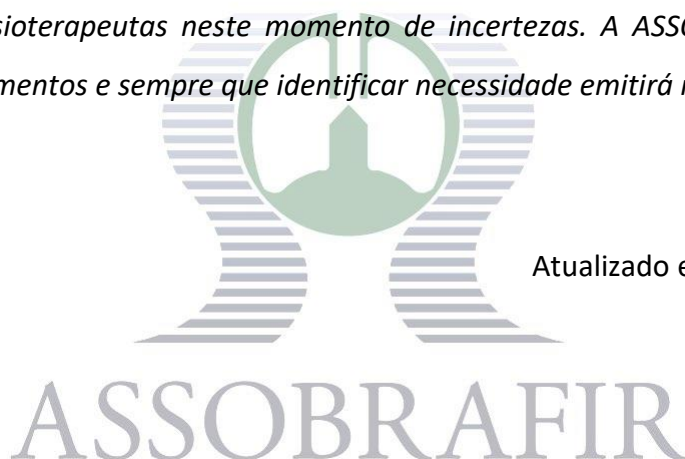 sioterapeutas neste momento de incertezas. A ASSO
mentos e sempre que identificar necessidade emitirá
Atualizado
ASSOBRAFIR